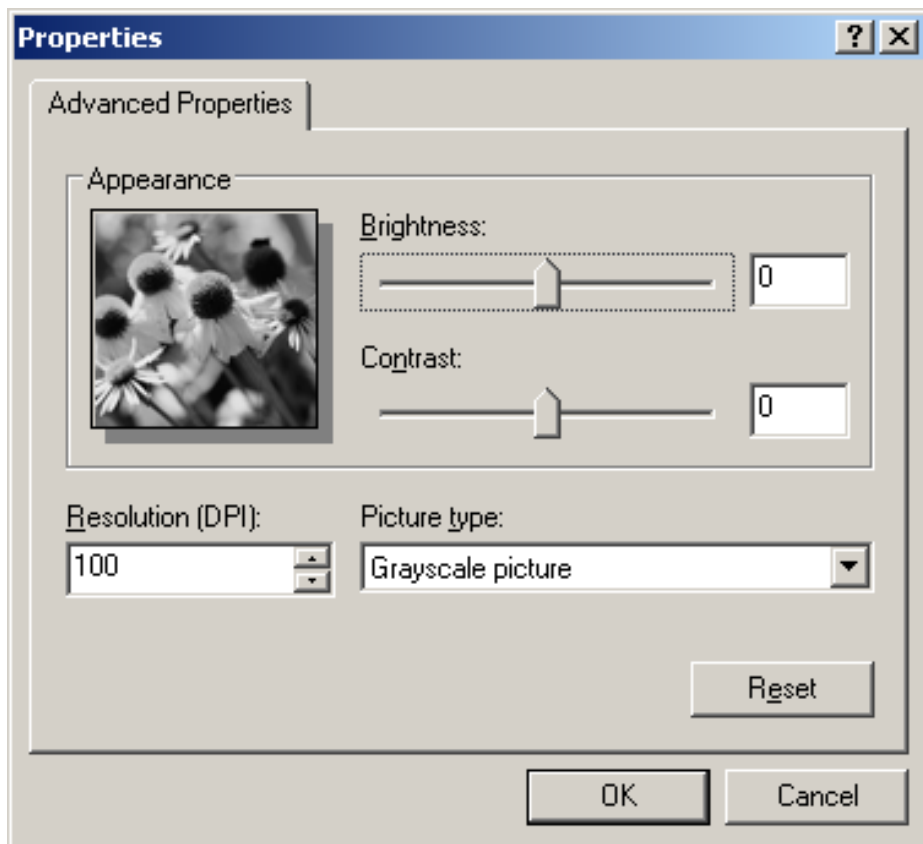 Properties
Advanced Properties
Appearance
Brightness:
0
Contrast:
0
Resolution (DPI):
Picture type:
100
Grayscale picture
Reset
OK
Cancel